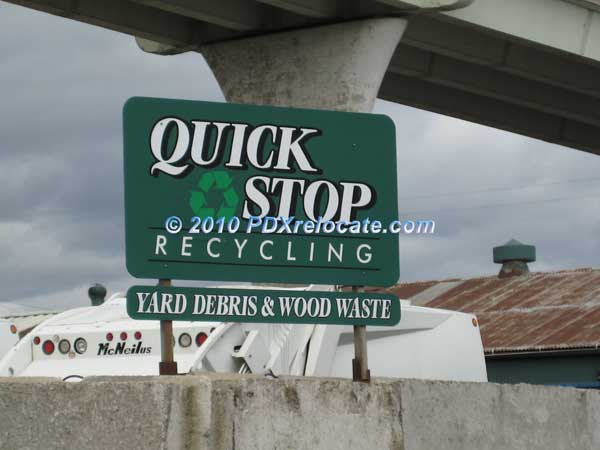 QUICK
STOP
© 2010 PDXrelocate.com
RECYCLING
YARD DEBRIS & WOOD WASTE
McNeilus